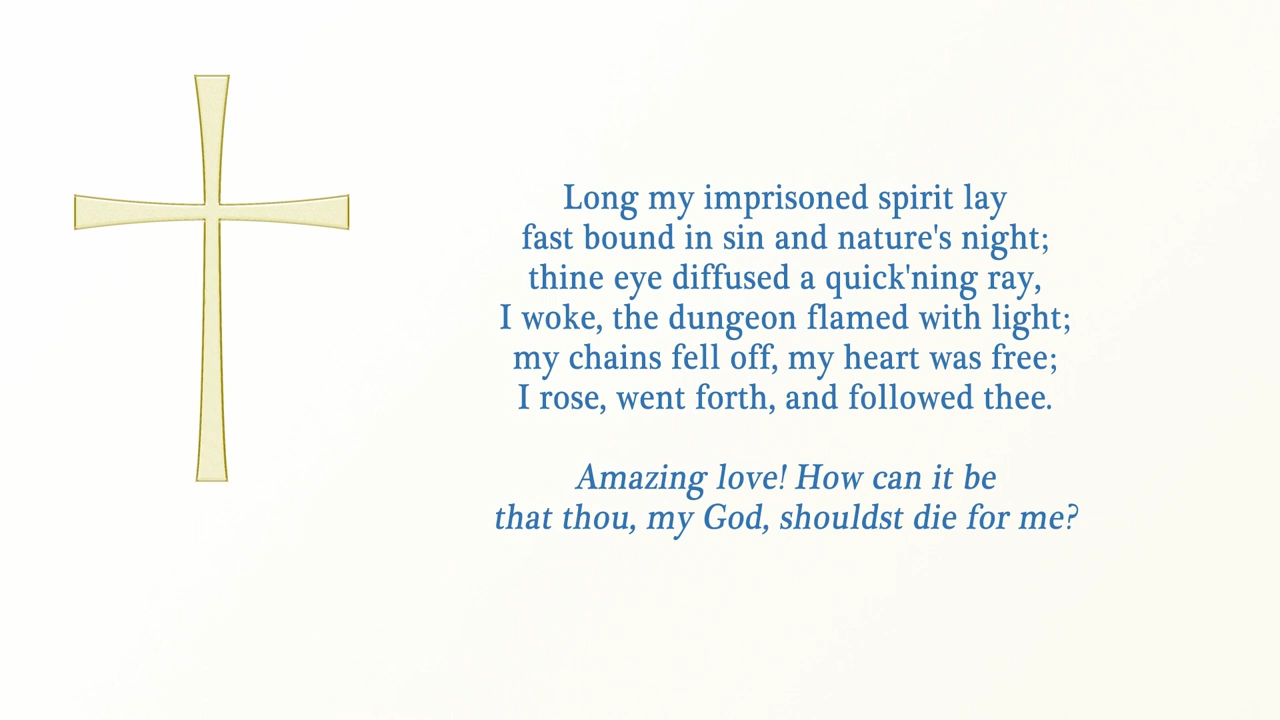 Long my imprisoned spirit lay
fast bound in sin and nature's night;
thine eye diffused a quick'ning ray,
I woke, the dungeon flamed with light;
my chains fell off, my heart was free;
I rose, went forth, and followed thee.
Amazing love! How can it be
that thou, my God, shouldst die for me?